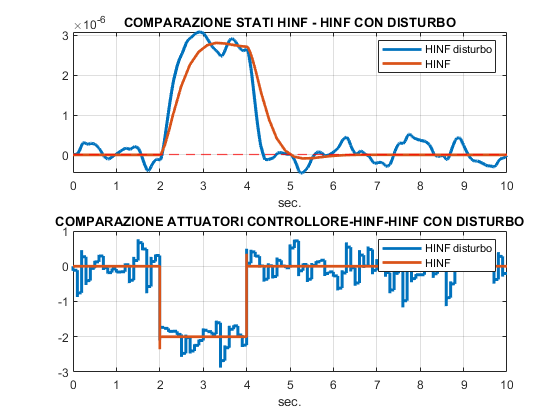 COMPARAZIONE STATI HINF - HINF CON DISTURBO
×10⁻⁶
3
2
1
0
HINF disturbo
HINF
0 1 2 3 4 5 6 7 8 9 10
sec.
COMPARAZIONE ATTUATORI CONTROLLORE-HINF-HINF CON DISTURBO
1
0
-1
-2
-3
HINF disturbo
HINF
0 1 2 3 4 5 6 7 8 9 10
sec.